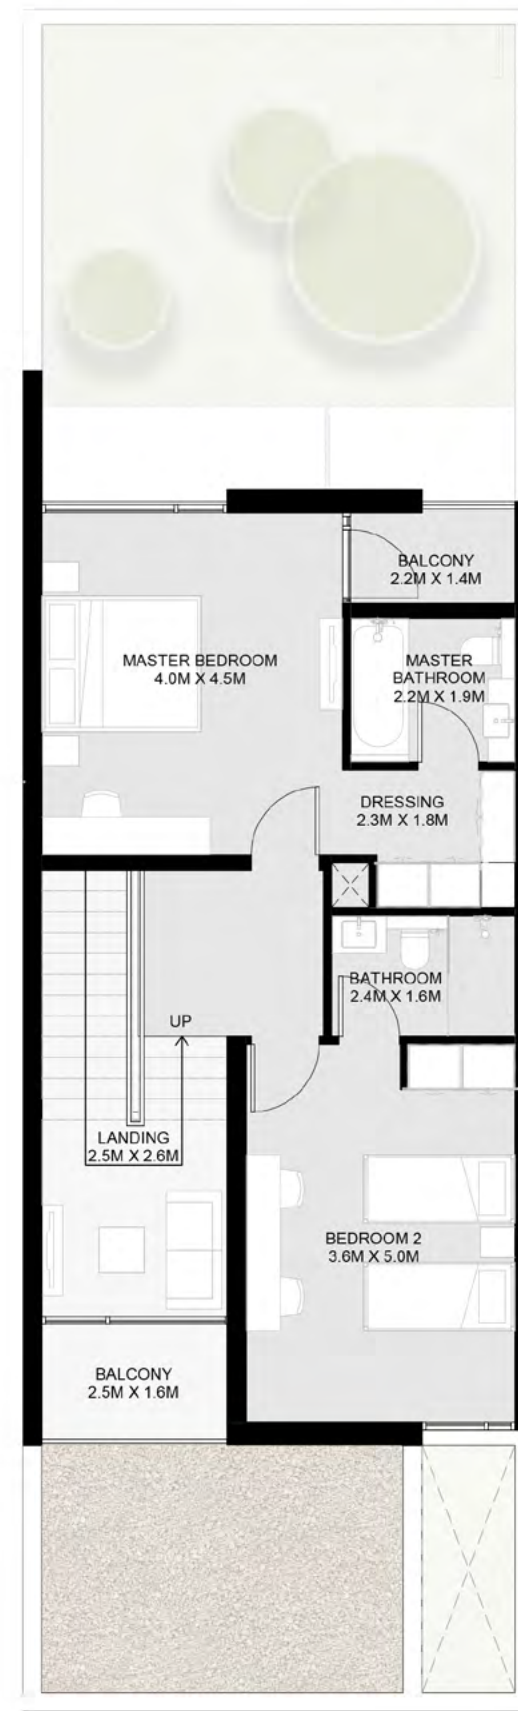 BALCONY
2.2M X 1.4M
MASTER BEDROOM
4.0M X 4.5M
MASTER
BATHROOM
2.2M X 1.9M
DRESSING
2.3M X 1.8M
BATHROOM
2.4M X 1.6M
UP
LANDING
2.5M X 2.6M
BEDROOM 2
3.6M X 5.0M
BALCONY
2.5M X 1.6M